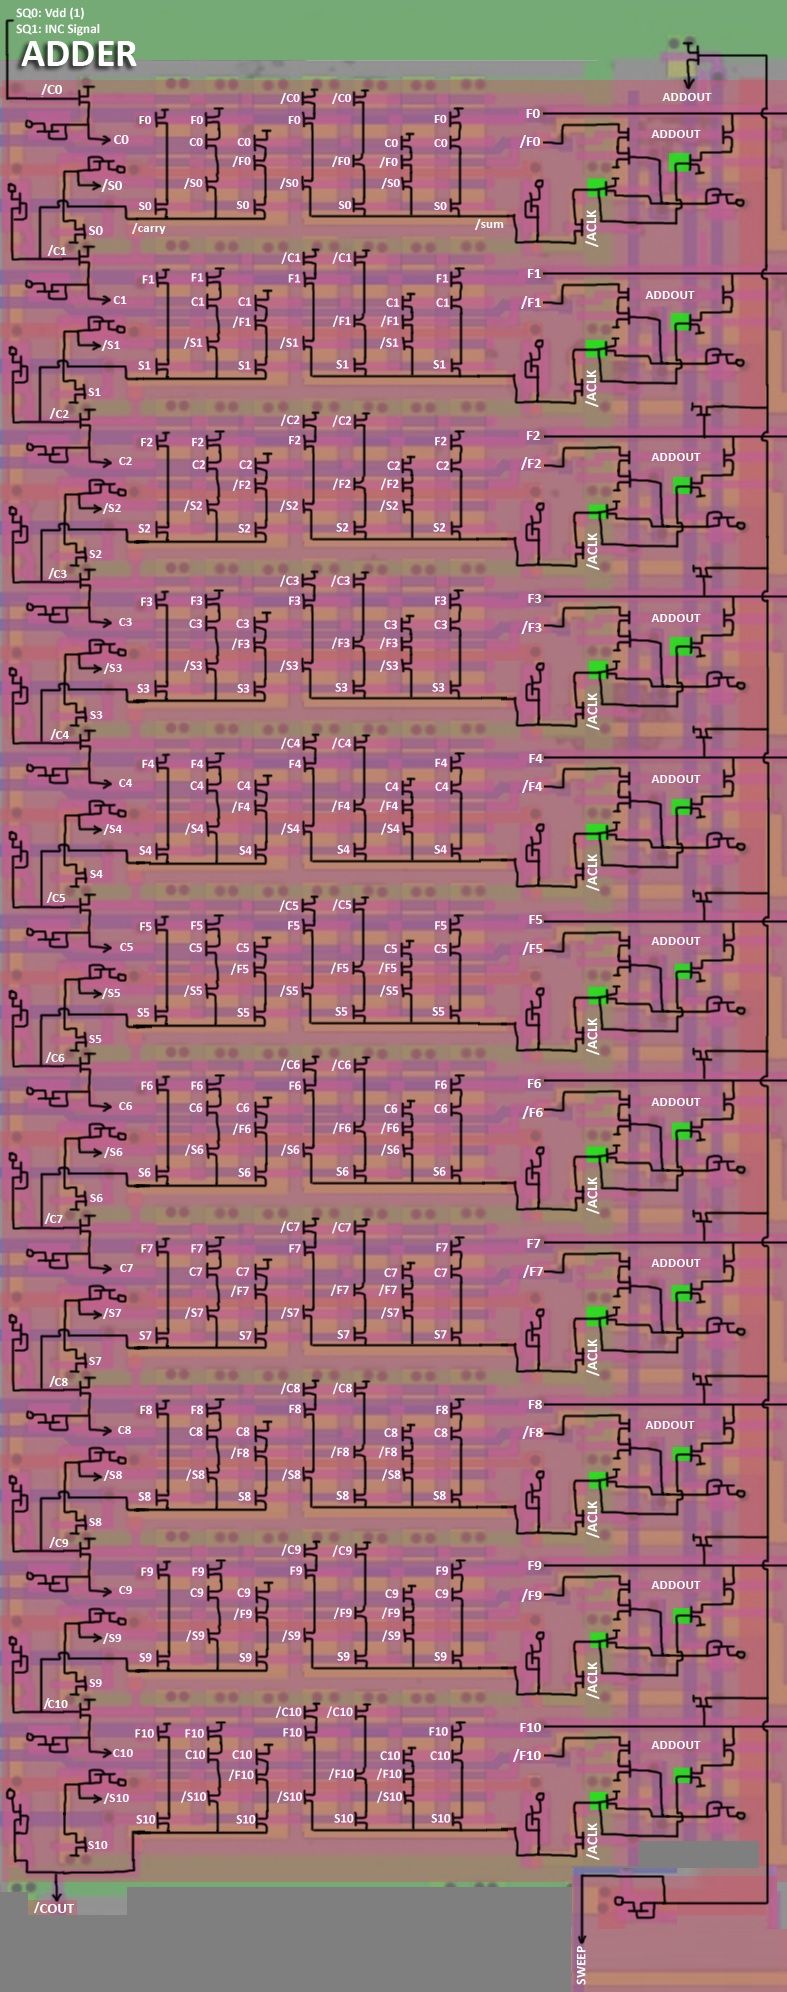 SQ0: Vdd (1)
SQ1: INC Signal
ADDER
/C0 /C0 /C0 ADDOUT
F0 F0 F0 F0 F0
C0 C0 C0 C0 C0 /F0 ADDOUT
/F0 /F0 /F0
/S0 /S0 /S0 /S0
S0 S0 S0 S0
S0 /carry /sum /ACLK
/C1 /C1 /C1
F1 F1 F1 F1 F1
C1 C1 C1 C1 C1 /F1 ADDOUT
/F1 /F1 /F1
/S1 /S1 /S1 /S1
S1 S1 S1 S1
S1 /ACLK
/C2 /C2 /C2
F2 F2 F2 F2 F2
C2 C2 C2 C2 C2 /F2 ADDOUT
/F2 /F2 /F2
/S2 /S2 /S2 /S2
S2 S2 S2 S2
S2 /ACLK
/C3 /C3 /C3
F3 F3 F3 F3 F3
C3 C3 C3 C3 C3 /F3 ADDOUT
/F3 /F3 /F3
/S3 /S3 /S3 /S3
S3 S3 S3 S3
S3 /ACLK
/C4 /C4 /C4
F4 F4 F4 F4 F4
C4 C4 C4 C4 C4 /F4 ADDOUT
/F4 /F4 /F4
/S4 /S4 /S4 /S4
S4 S4 S4 S4
S4 /ACLK
/C5 /C5 /C5
F5 F5 F5 F5 F5
C5 C5 C5 C5 C5 /F5 ADDOUT
/F5 /F5 /F5
/S5 /S5 /S5 /S5
S5 S5 S5 S5
S5 /ACLK
/C6 /C6 /C6
F6 F6 F6 F6 F6
C6 C6 C6 C6 C6 /F6 ADDOUT
/F6 /F6 /F6
/S6 /S6 /S6 /S6
S6 S6 S6 S6
S6 /ACLK
/C7 /C7 /C7
F7 F7 F7 F7 F7
C7 C7 C7 C7 C7 /F7 ADDOUT
/F7 /F7 /F7
/S7 /S7 /S7 /S7
S7 S7 S7 S7
S7 /ACLK
/C8 /C8 /C8
F8 F8 F8 F8 F8
C8 C8 C8 C8 C8 /F8 ADDOUT
/F8 /F8 /F8
/S8 /S8 /S8 /S8
S8 S8 S8 S8
S8 /ACLK
/C9 /C9 /C9
F9 F9 F9 F9 F9
C9 C9 C9 C9 C9 /F9 ADDOUT
/F9 /F9 /F9
/S9 /S9 /S9 /S9
S9 S9 S9 S9
S9 /ACLK
/C10 /C10 /C10
F10 F10 F10 F10 F10
C10 C10 C10 C10 C10 /F10 ADDOUT
/F10 /F10 /F10
/S10 /S10 /S10 /S10
S10 S10 S10 S10
S10 /ACLK
/COUT
SWEEP